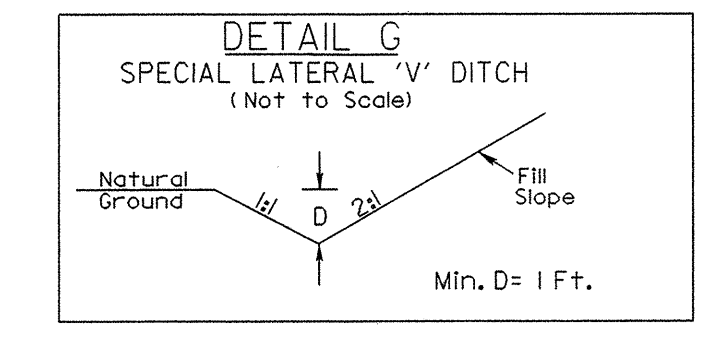 DETAIL G
SPECIAL LATERAL 'V' DITCH
(Not to Scale)
Natural
Ground
1:1
D
2:1
Fill
Slope
Min. D= 1 Ft.